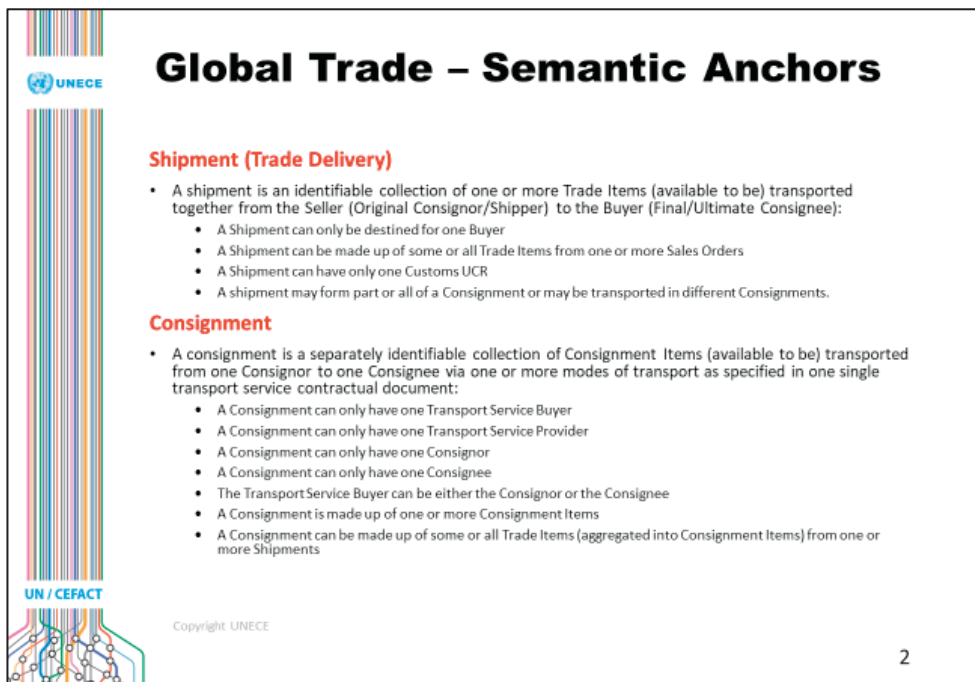 UNECE
Global Trade – Semantic Anchors
Shipment (Trade Delivery)
• A shipment is an identifiable collection of one or more Trade Items (available to be) transported
together from the Seller (Original Consignor/Shipper) to the Buyer (Final/Ultimate Consignee):
• A Shipment can only be destined for one Buyer
• A Shipment can be made up of some or all Trade Items from one or more Sales Orders
• A Shipment can have only one Customs UCR
• A shipment may form part or all of a Consignment or may be transported in different Consignments.
Consignment
• A consignment is a separately identifiable collection of Consignment Items (available to be) transported
from one Consignor to one Consignee via one or more modes of transport as specified in one single
transport service contractual document:
• A Consignment can only have one Transport Service Buyer
• A Consignment can only have one Transport Service Provider
• A Consignment can only have one Consignor
• A Consignment can only have one Consignee
• The Transport Service Buyer can be either the Consignor or the Consignee
• A Consignment is made up of one or more Consignment Items
• A Consignment can be made up of some or all Trade Items (aggregated into Consignment Items) from one or
more Shipments
UN / CEFACT
Copyright UNECE
2